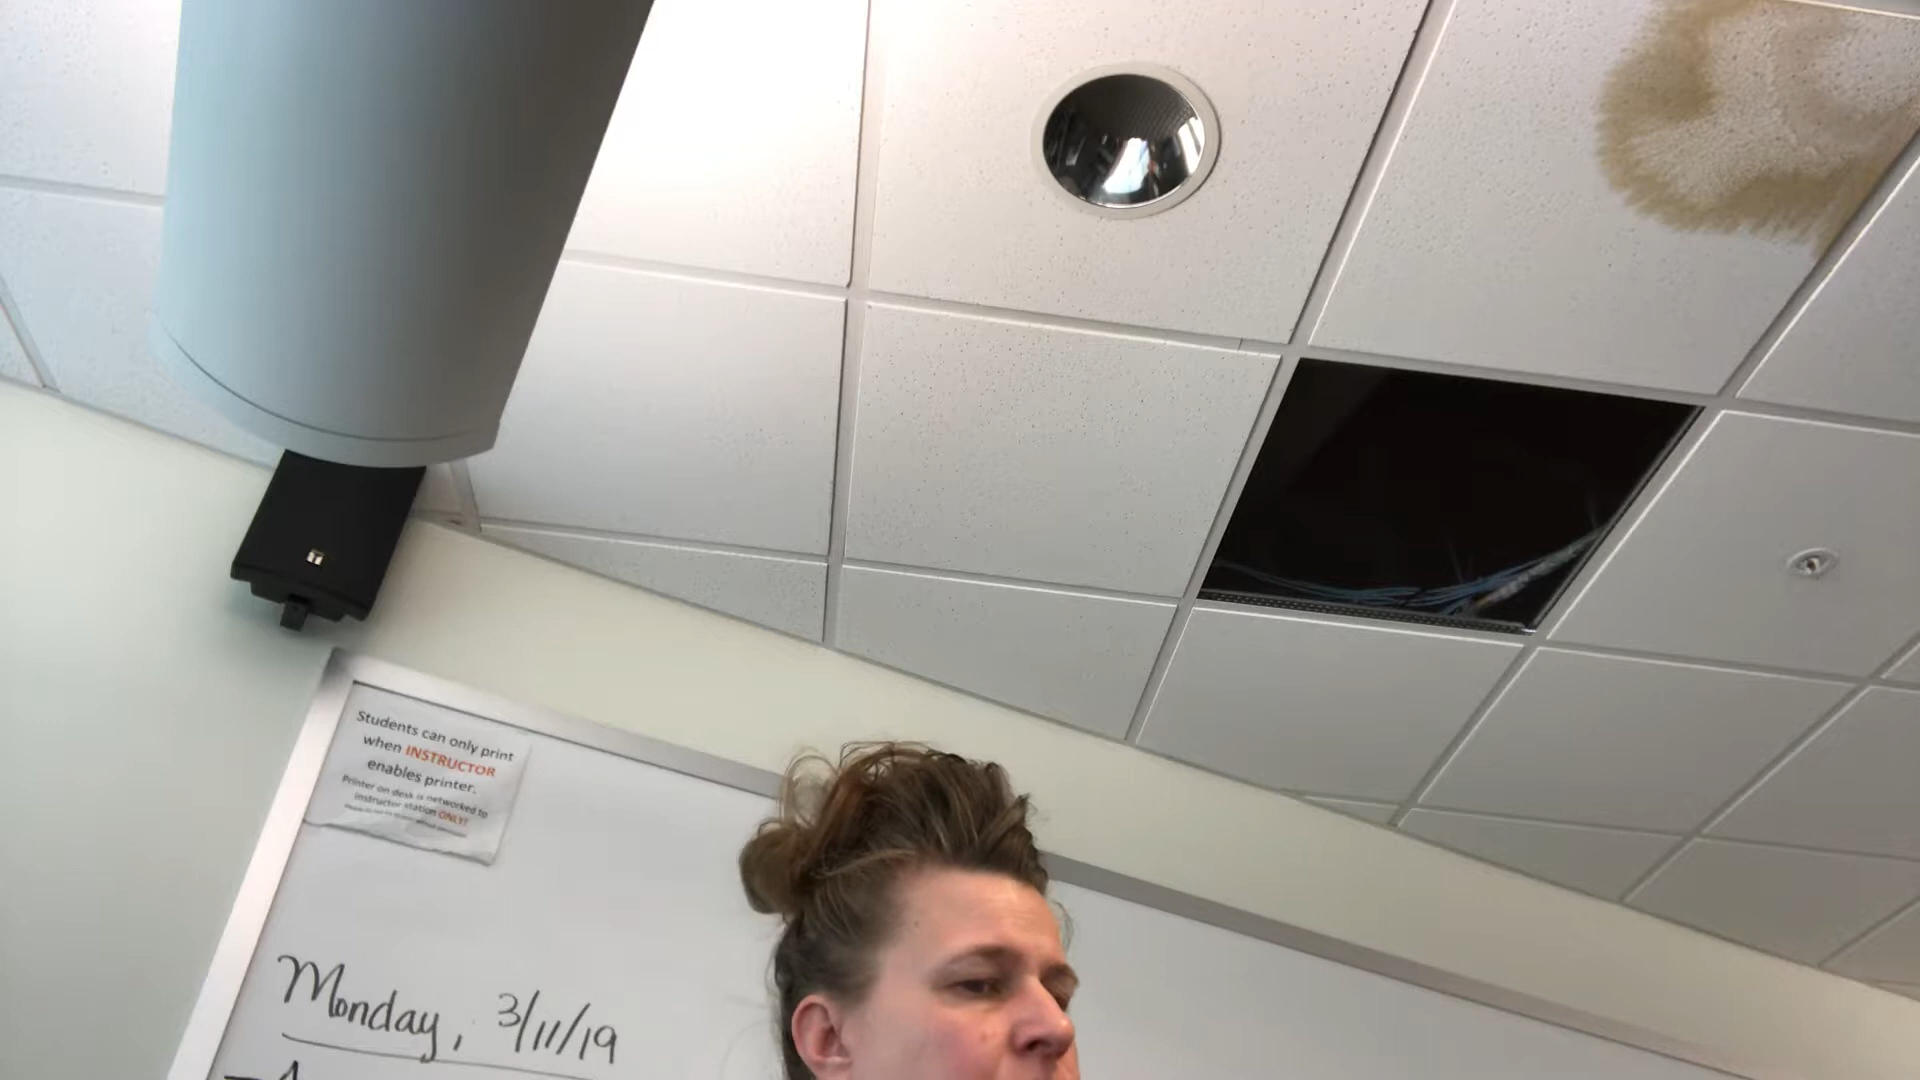 Students can only print
when INSTRUCTOR
enables printer.
Printer on desk is networked to
instructor station ONLY!
Monday, 3/11/19